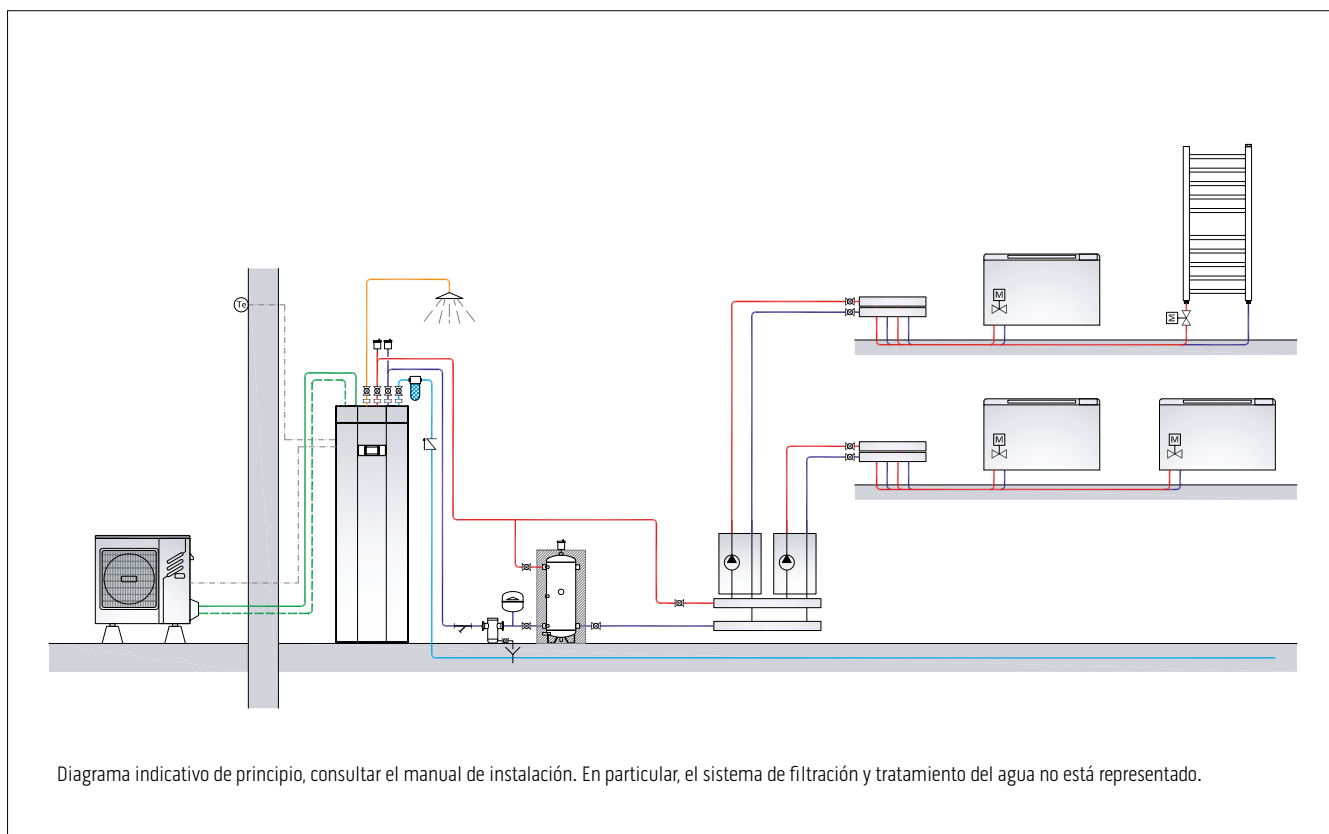 Te
M
M
M
M
Diagrama indicativo de principio, consultar el manual de instalación. En particular, el sistema de filtración y tratamiento del agua no está representado.